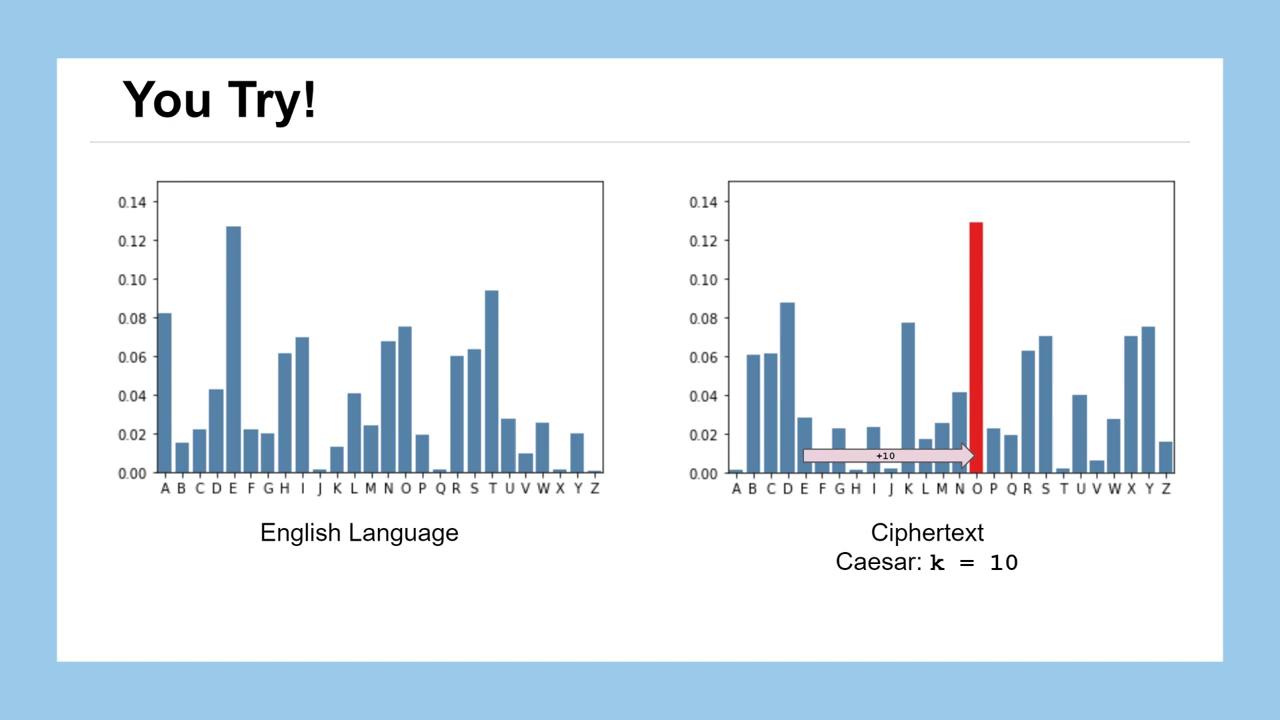 You Try!
0.14
0.12
0.10
0.08
0.06
0.04
0.02
0.00
A B C D E F G H I J K L M N O P Q R S T U V W X Y Z
English Language
0.14
0.12
0.10
0.08
0.06
0.04
0.02
0.00
+10
A B C D E F G H I J K L M N O P Q R S T U V W X Y Z
Ciphertext
Caesar: k = 10